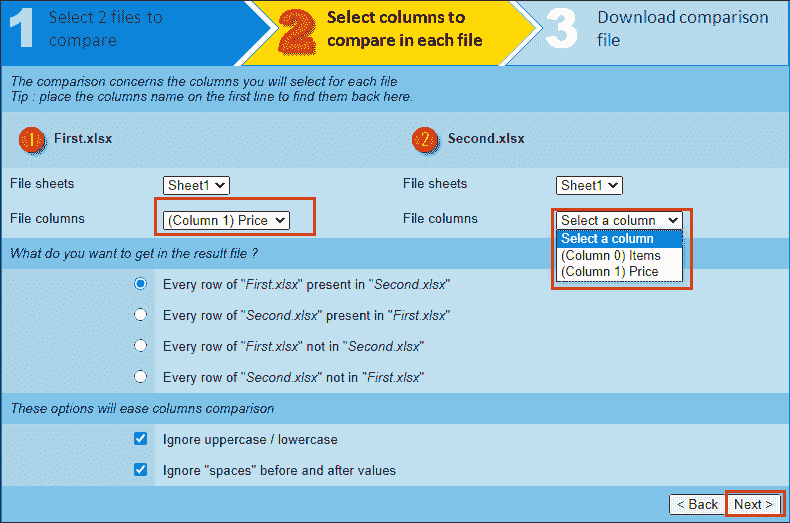 1 Select 2 files to compare
2 Select columns to compare in each file
3 Download comparison file
The comparison concerns the columns you will select for each file
Tip : place the columns name on the first line to find them back here.
1 First.xlsx
2 Second.xlsx
File sheets Sheet1
File sheets Sheet1
File columns (Column 1) Price
File columns Select a column
Select a column
(Column 0) Items
(Column 1) Price
What do you want to get in the result file ?
Every row of "First.xlsx" present in "Second.xlsx"
Every row of "Second.xlsx" present in "First.xlsx"
Every row of "First.xlsx" not in "Second.xlsx"
Every row of "Second.xlsx" not in "First.xlsx"
These options will ease columns comparison
Ignore uppercase / lowercase
Ignore "spaces" before and after values
< Back Next >